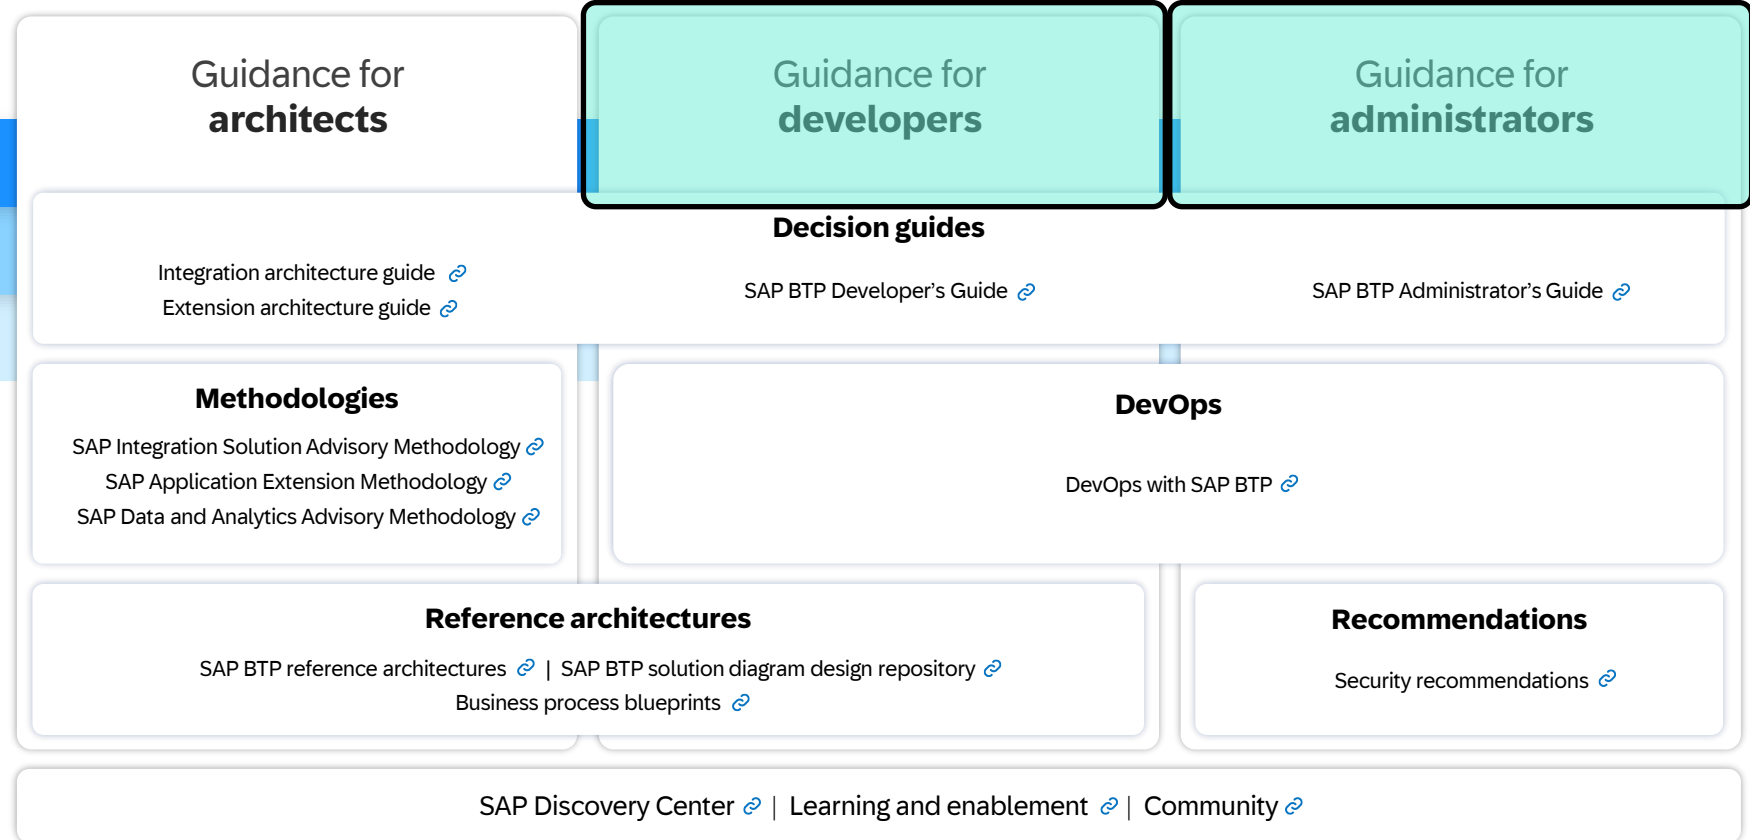 Guidance for
architects
Guidance for
developers
Guidance for
administrators
Decision guides
Integration architecture guide
Extension architecture guide
SAP BTP Developer’s Guide
SAP BTP Administrator’s Guide
Methodologies
SAP Integration Solution Advisory Methodology
SAP Application Extension Methodology
SAP Data and Analytics Advisory Methodology
DevOps
DevOps with SAP BTP
Reference architectures
SAP BTP reference architectures | SAP BTP solution diagram design repository
Business process blueprints
Recommendations
Security recommendations
SAP Discovery Center | Learning and enablement | Community